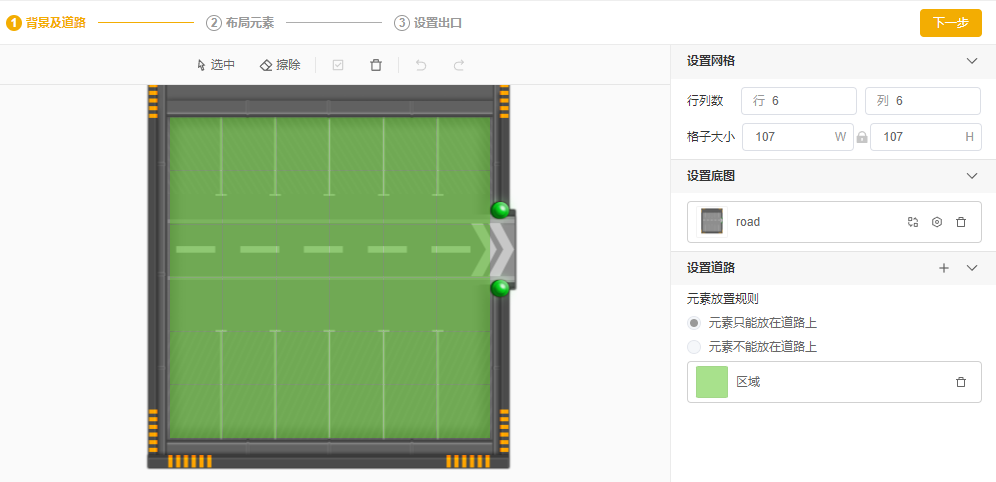 1 背景及道路 2 布局元素 3 设置出口 下一步
选中 擦除
设置网格
行列数 行 6 列 6
格子大小 107 W 107 H
设置底图
road
设置道路
元素放置规则
元素只能放在道路上
元素不能放在道路上
区域